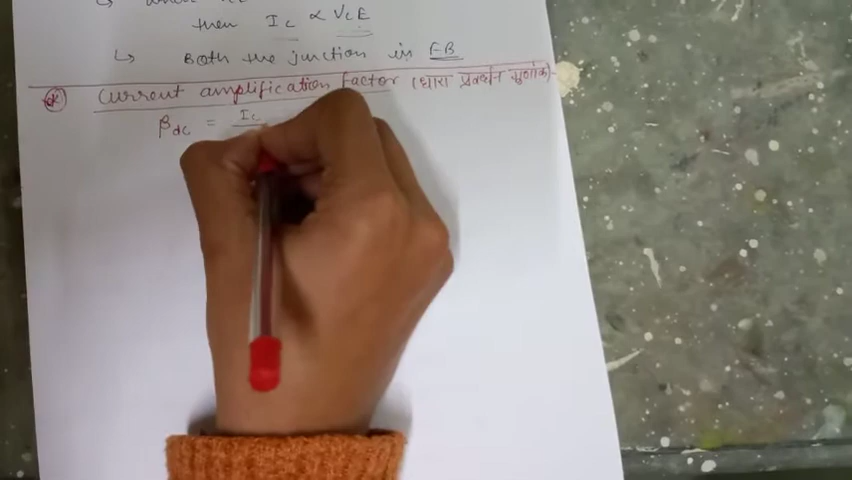 then IC ∝ VCE
↳ Both the junction is FB
(*) Current amplification factor (धारा प्रवर्धन गुणांक)
βdc = IC